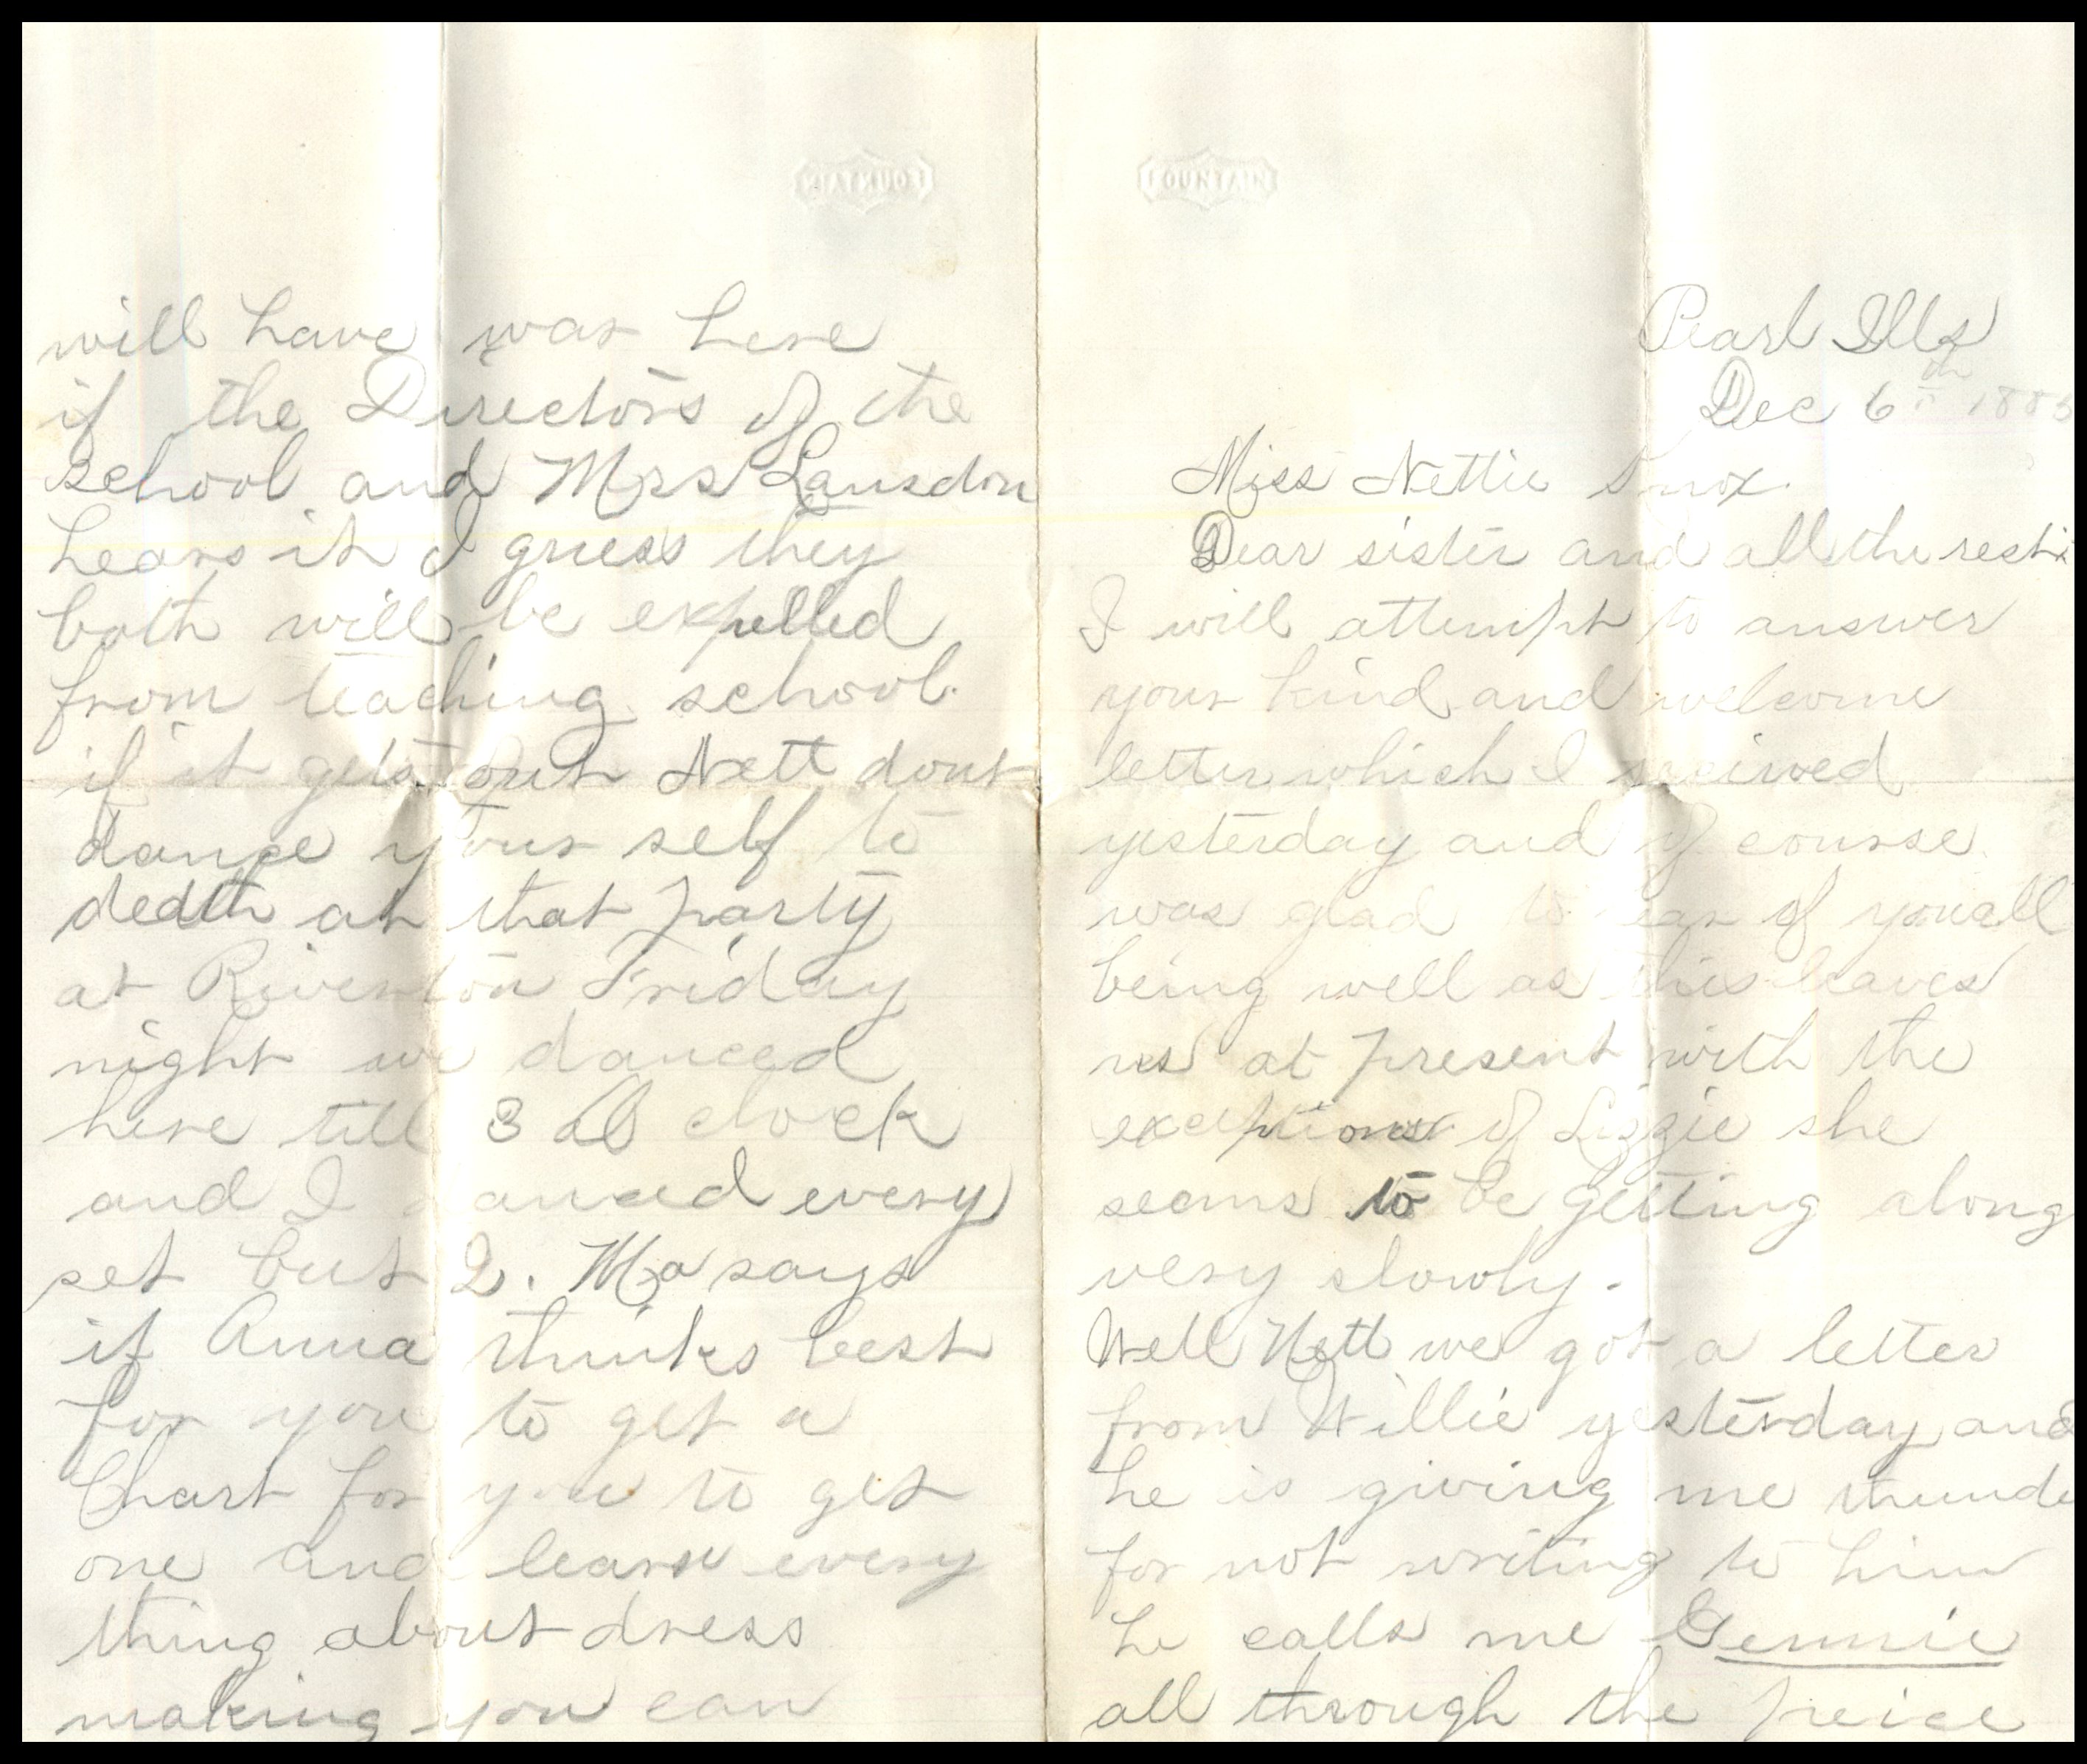 FOUNTAIN
Pearl Ills
Dec 6th 188
Miss Nettie Knox.
Dear sister and all the rest
I will attempt to answer
your kind and welcome
letter which I reeived
yesterday and of course
was glad to ear of you all
being well as this leaves
us at present with the
exceptions of Lizzie she
seems to be getting along
very slowly.
Well Nett we got a letter
from Willie yesterday and
he is giving me thunde
for not writing to him
he calls me Gennie
all through the peice
FOUNTAIN
will have was here
if the Directors of the
school and Mrs Lansdon
hears it I guess they
both will be expelled
from teaching school.
if it gets out Nett dont
dance your self to
dedth at that party
at Riverton Friday
night we danced
here till 3 clock
and I danced every
set but 2. Ma says
if Anna thinks best
for you to get a
Chart for you to get
one and learn every
thing about dress
making you can